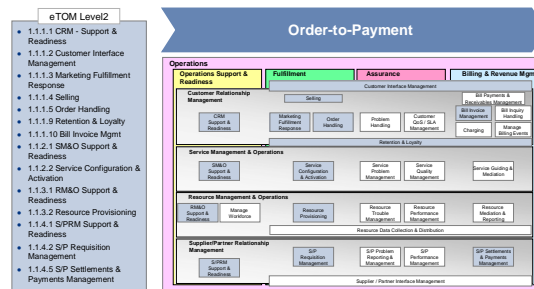 eTOM Level2
• 1.1.1.1 CRM - Support &
Readiness
• 1.1.1.2 Customer Interface
Management
• 1.1.1.3 Marketing Fulfillment
Response
• 1.1.1.4 Selling
• 1.1.1.5 Order Handling
• 1.1.1.9 Retention & Loyalty
• 1.1.1.10 Bill Invoice Mgmt
• 1.1.2.1 SM&O Support &
Readiness
• 1.1.2.2 Service Configuration &
Activation
• 1.1.3.1 RM&O Support &
Readiness
• 1.1.3.2 Resource Provisioning
• 1.1.4.1 S/PRM Support &
Readiness
• 1.1.4.2 S/P Requisition
Management
• 1.1.4.5 S/P Settlements &
Payments Management
Order-to-Payment
Operations
Operations Support &
Readiness
Fulfillment
Assurance
Billing & Revenue Mgm
Customer Relationship
Management
Customer Interface Management
Selling
Bill Payments &
Receivables Management
CRM
Support &
Readiness
Marketing
Fulfillment
Response
Order
Handling
Problem
Handling
Customer
QoS / SLA
Management
Bill Invoice
Management
Bill Inquiry
Handling
Charging
Manage
Billing Events
Retention & Loyalty
Service Management & Operations
SM&O
Support &
Readiness
Service
Configuration
& Activation
Service
Problem
Management
Service
Quality
Management
Service Guiding &
Mediation
Resource Management & Operations
RM&O
Support &
Readiness
Manage
Workforce
Resource
Provisioning
Resource
Trouble
Management
Resource
Performance
Management
Resource
Mediation &
Reporting
Resource Data Collection & Distribution
Supplier/Partner Relationship
Management
S/PRM
Support &
Readiness
S/P
Requisition
Management
S/P Problem
Reporting &
Management
S/P
Performance
Management
S/P Settlements
& Payments
Management
Supplier / Partner Interface Management